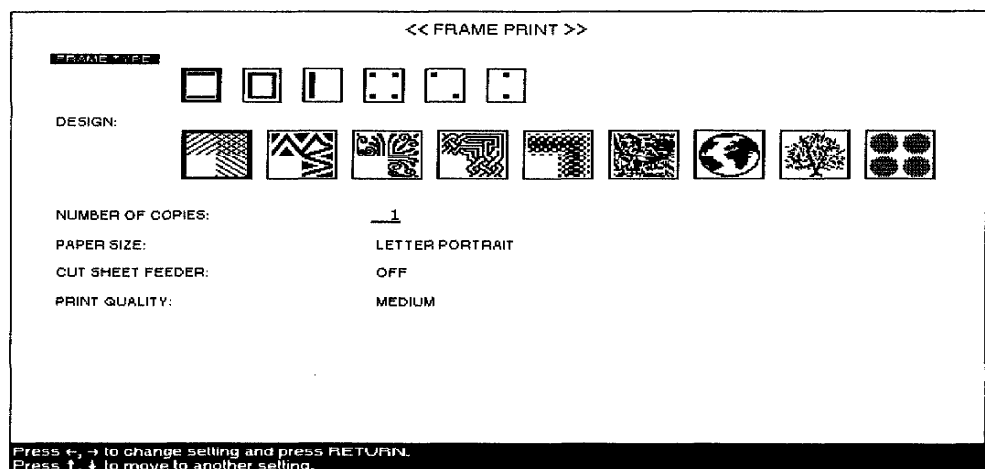 << FRAME PRINT >>
FRAME TYPE:
DESIGN:
NUMBER OF COPIES: 1
PAPER SIZE: LETTER PORTRAIT
CUT SHEET FEEDER: OFF
PRINT QUALITY: MEDIUM
Press ←, → to change setting and press RETURN.
Press ↑, ↓ to move to another setting.